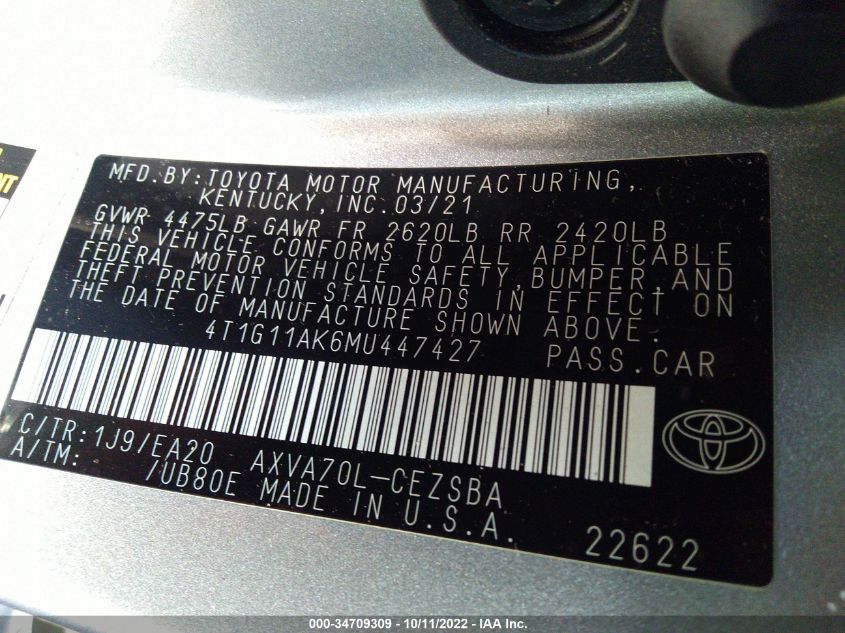 MFD.BY: TOYOTA MOTOR MANUFACTURING,
KENTUCKY, INC. 03/21
GVWR 4475LB GAWR FR 2620LB RR 2420LB
THIS VEHICLE CONFORMS TO ALL APPLICABLE
FEDERAL MOTOR VEHICLE SAFETY, BUMPER, AND
THEFT PREVENTION STANDARDS IN EFFECT ON
THE DATE OF MANUFACTURE SHOWN ABOVE.
4T1G11AK6MU447427 PASS.CAR
C/TR: 1J9/EA20 AXVA70L-CEZSBA
A/TM: /UB80E MADE IN U.S.A.
22622
000-34709309 - 10/11/2022 - IAA Inc.